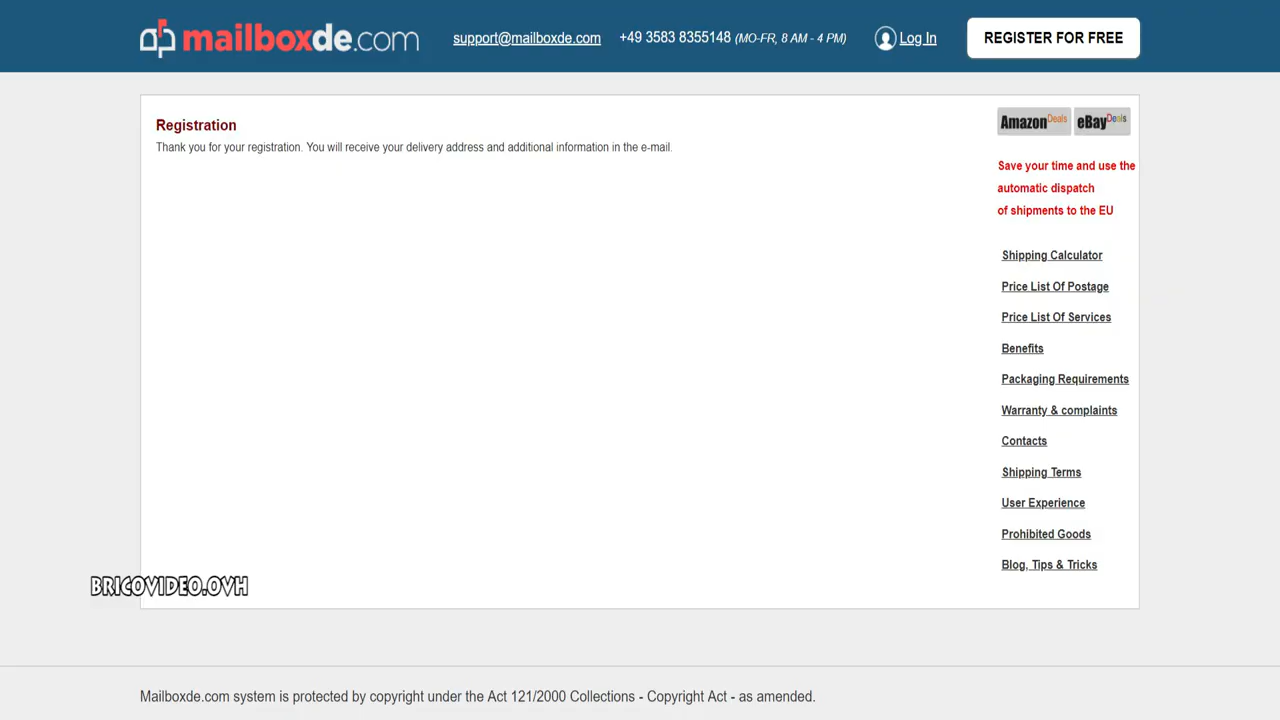 mailboxde.com
support@mailboxde.com +49 3583 8355148 (MO-FR, 8 AM - 4 PM) Log In REGISTER FOR FREE
Registration
Thank you for your registration. You will receive your delivery address and additional information in the e-mail.
Amazon Deals eBay Deals
Save your time and use the
automatic dispatch
of shipments to the EU
Shipping Calculator
Price List Of Postage
Price List Of Services
Benefits
Packaging Requirements
Warranty & complaints
Contacts
Shipping Terms
User Experience
Prohibited Goods
Blog, Tips & Tricks
BRICOVIDEO.OVH
Mailboxde.com system is protected by copyright under the Act 121/2000 Collections - Copyright Act - as amended.